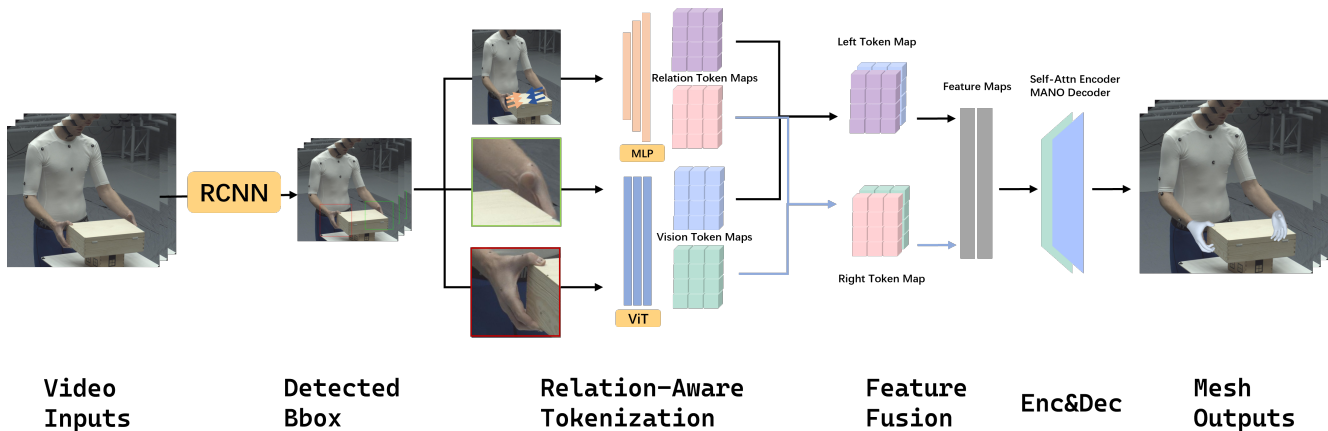 RCNN
Relation Token Maps
MLP
Vision Token Maps
ViT
Left Token Map
Right Token Map
Feature Maps
Self-Attn Encoder
MANO Decoder
Video
Inputs
Detected
Bbox
Relation-Aware
Tokenization
Feature
Fusion
Enc&Dec
Mesh
Outputs